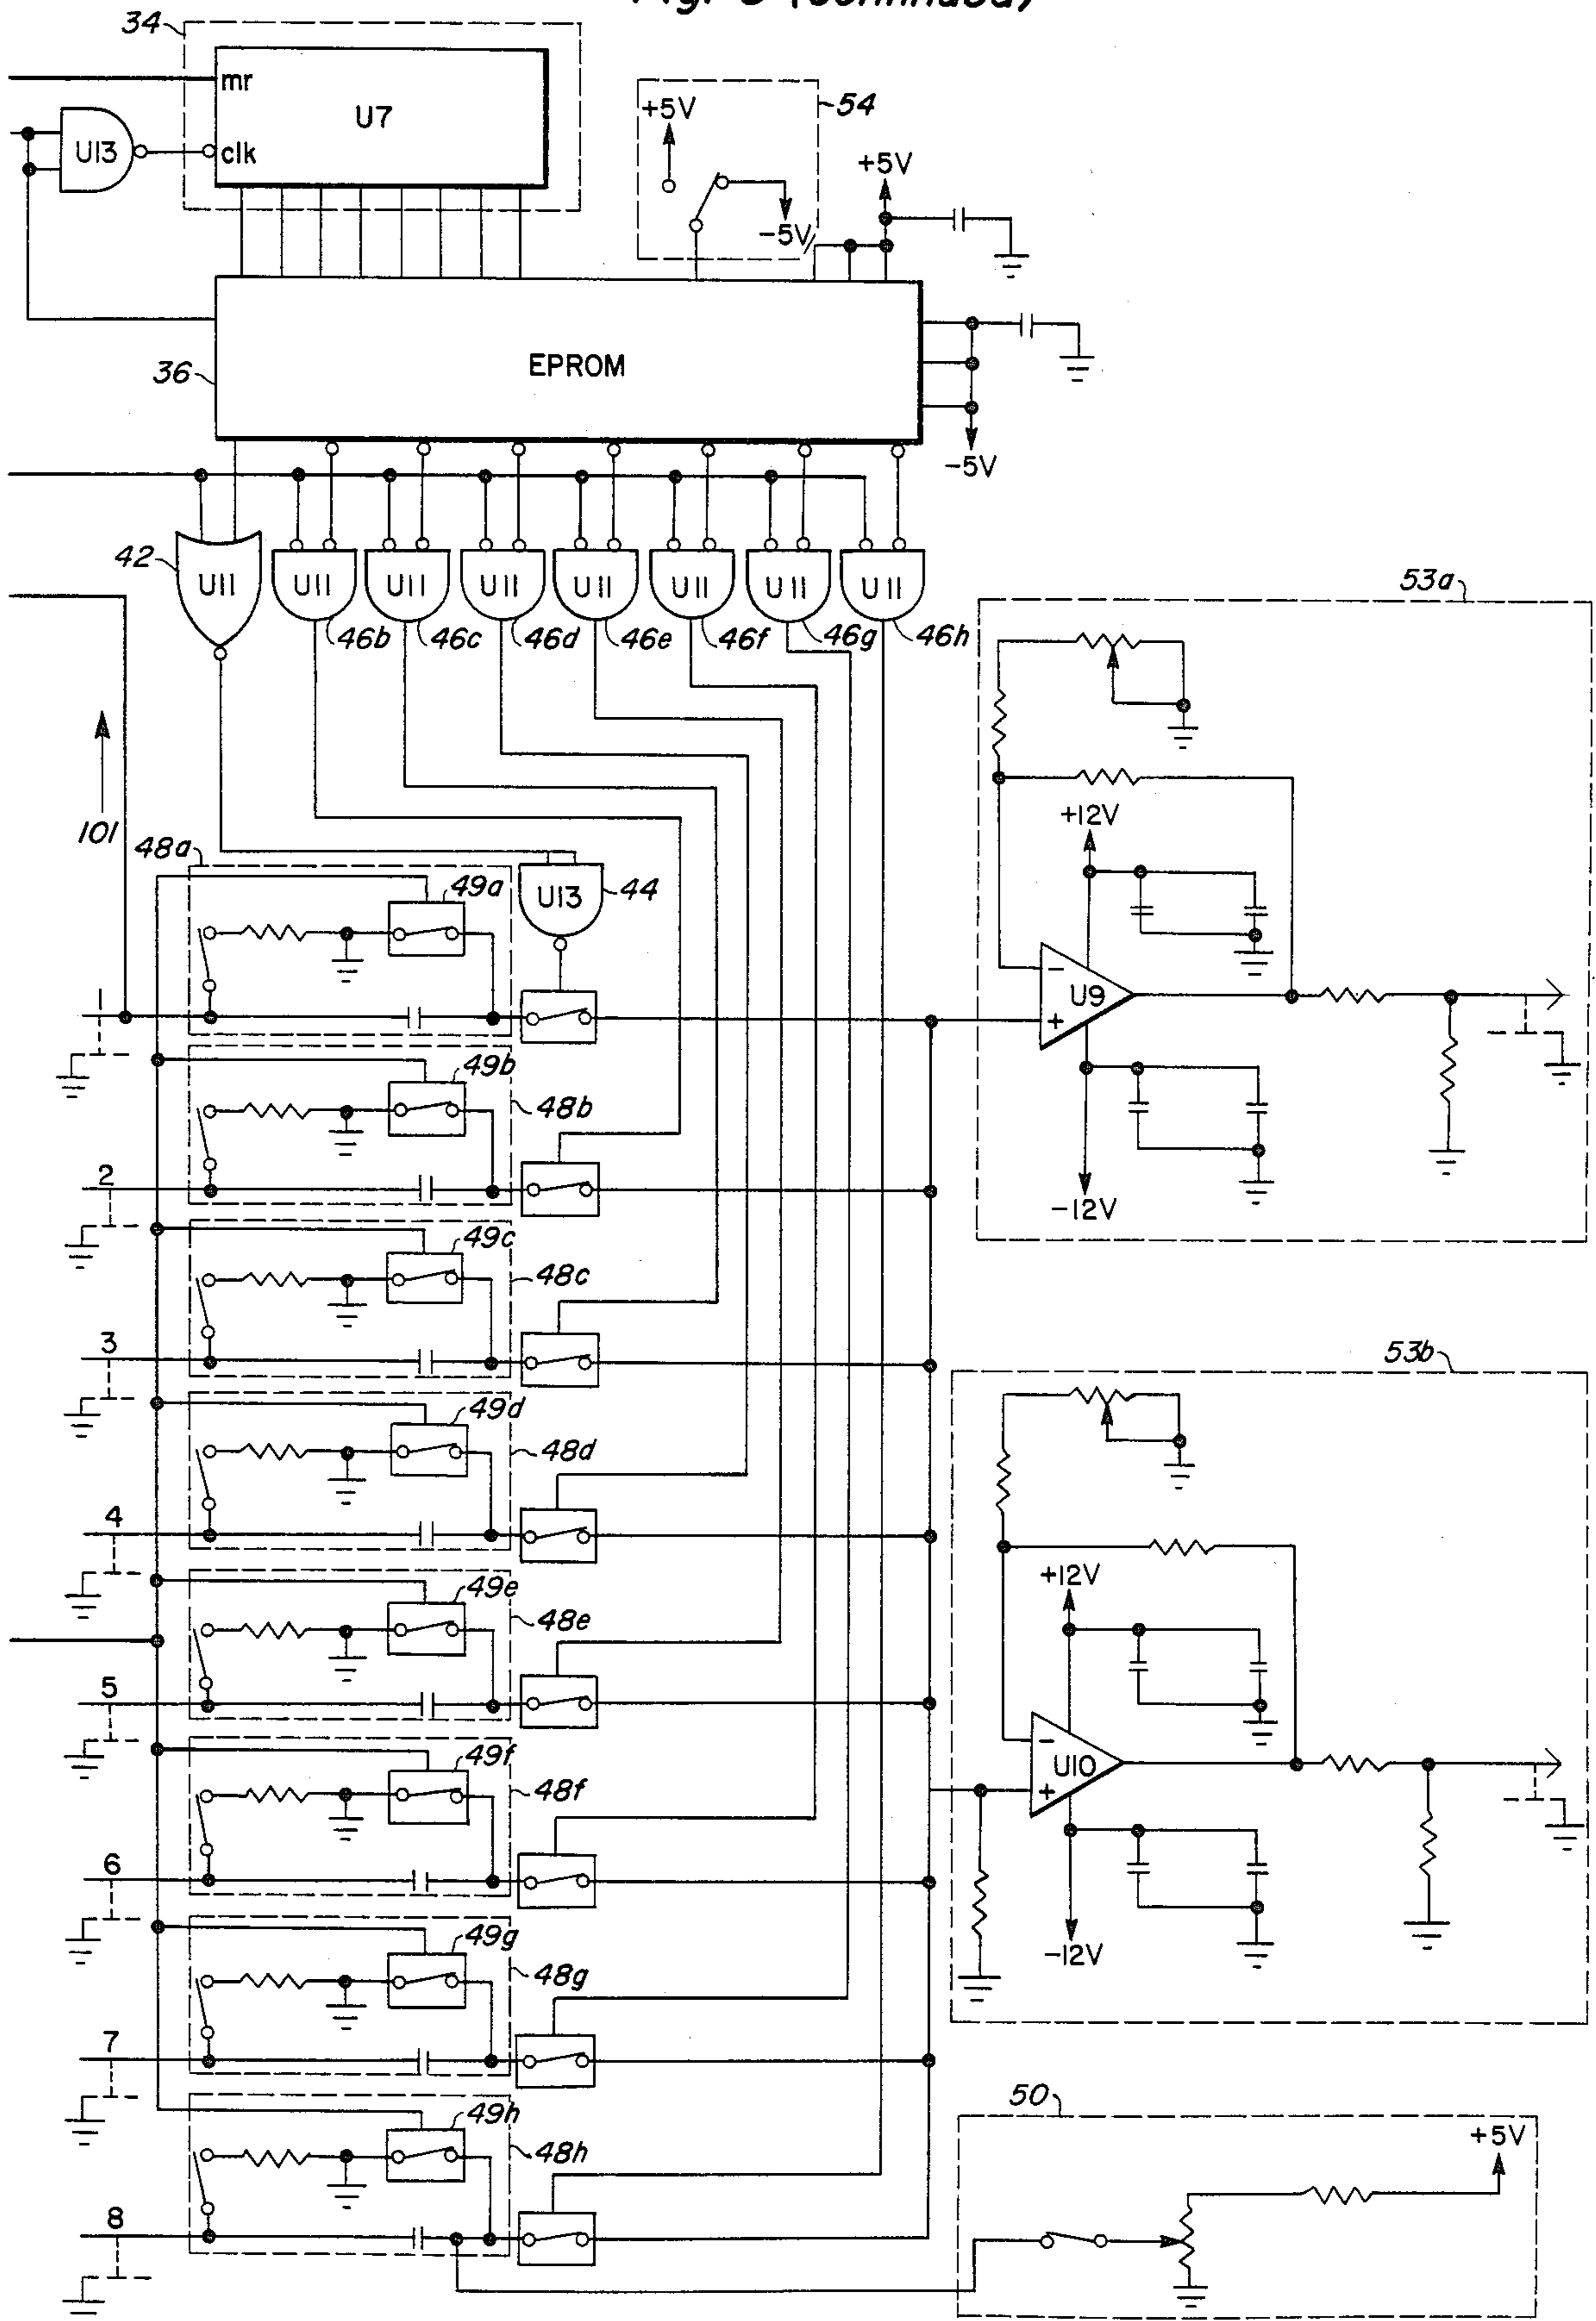 Fig. 3 (continued)
34
mr
U7
clk
U13
+5V
54
-5V
+5V
36
EPROM
-5V
42
U11
U11
U11
U11
U11
U11
U11
U11
46b
46c
46d
46e
46f
46g
46h
53a
101
+12V
48a
49a
U13
44
-
U9
+
1
49b
48b
2
-12V
49c
48c
3
53b
49d
48d
4
+12V
49e
48e
5
-
U10
+
49f
48f
6
-12V
49g
48g
7
50
+5V
49h
48h
8